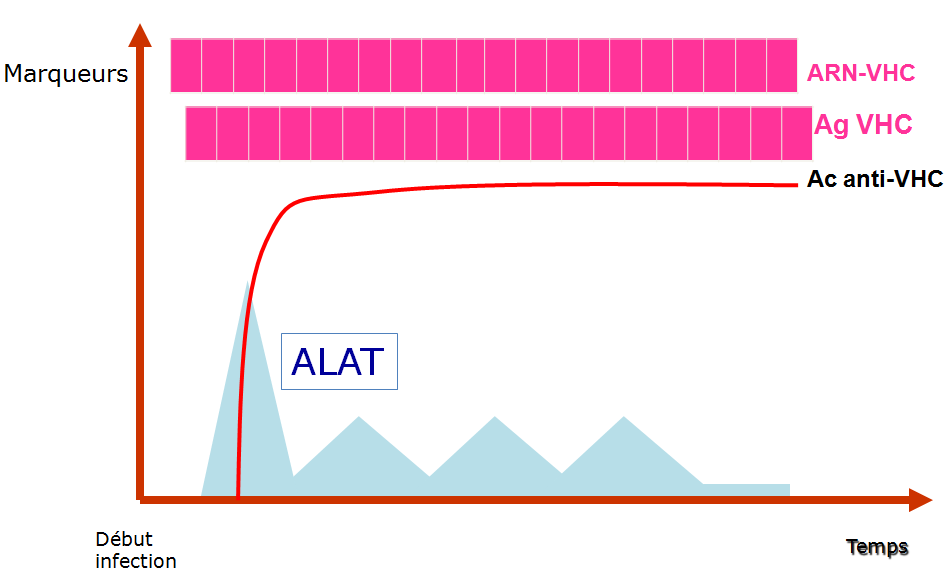 Marqueurs
ARN-VHC
Ag VHC
Ac anti-VHC
ALAT
Début
infection
Temps